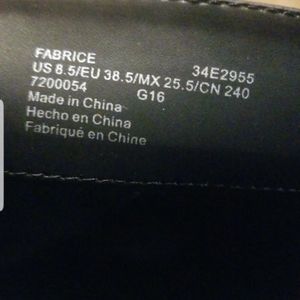 FABRICE 34E2955
US 8.5/EU 38.5/MX 25.5/CN 240
7200054 G16
Made in China
Hecho en China
Fabriqué en Chine